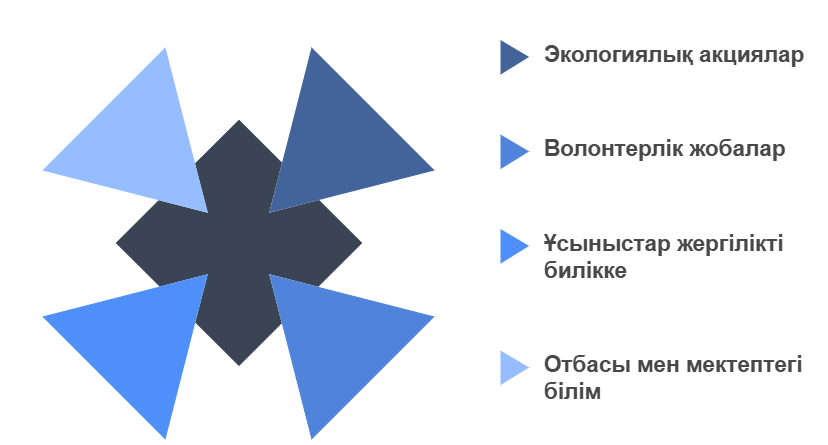 Экологиялық акциялар
Волонтерлік жобалар
Ұсыныстар жергілікті
билікке
Отбасы мен мектептегі
білім